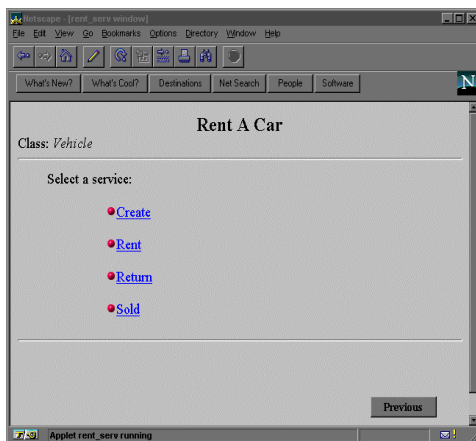 Netscape - [rent_serv window]
File Edit View Go Bookmarks Options Directory Window Help
What's New? What's Cool? Destinations Net Search People Software
N
Rent A Car
Class: Vehicle
Select a service:
Create
Rent
Return
Sold
Previous
Applet rent_serv running